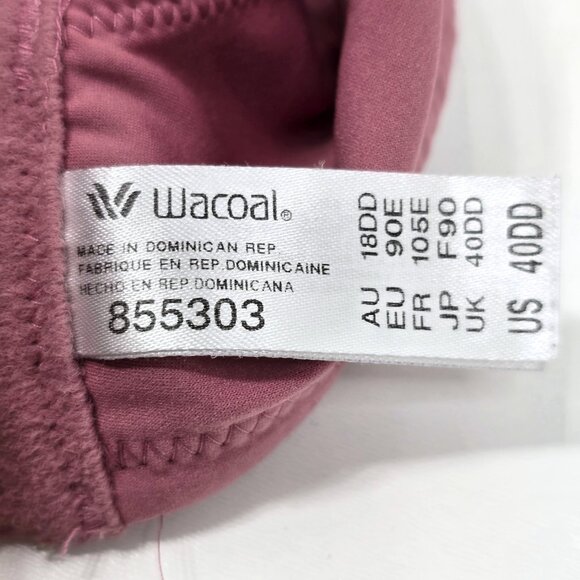 Wacoal®
MADE IN DOMINICAN REP
FABRIQUE EN REP.DOMINICAINE
HECHO EN REP.DOMINICANA
855303
AU 18DD
EU 90E
FR 105E
JP F90
UK 40DD
US 40DD